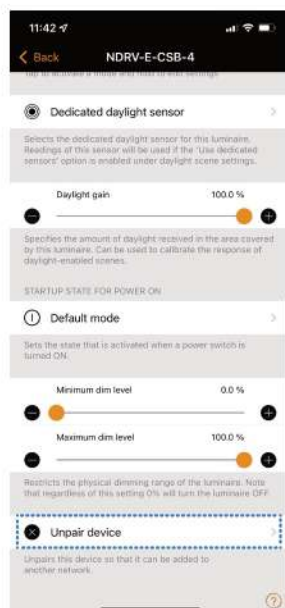 11:42
Back NDRV-E-CSB-4
Tap to activate a mode and hold to edit settings
Dedicated daylight sensor
Selects the dedicated daylight sensor for this luminaire.
Readings of this sensor will be used if the 'Use dedicated
sensors' option is enabled under daylight scene settings.
Daylight gain 100.0 %
Specifies the amount of daylight received in the area covered
by this luminaire. Can be used to calibrate the response of
daylight-enabled scenes.
STARTUP STATE FOR POWER ON
Default mode
Sets the state that is activated when a power switch is
turned ON.
Minimum dim level 0.0 %
Maximum dim level 100.0 %
Restricts the physical dimming range of the luminaire. Note
that regardless of this setting 0% will turn the luminaire OFF.
Unpair device
Unpairs this device so that it can be added to
another network.
?